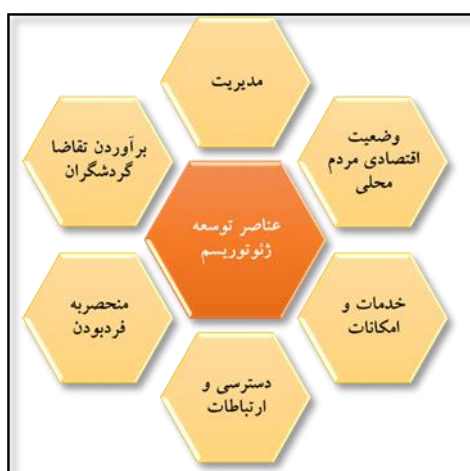 مدیریت
وضعیت
اقتصادی مردم
محلی
برآوردن تقاضا
گردشگران
عناصر توسعه
ژئوتوریسم
خدمات و
امکانات
منحصربه
فردبودن
دسترسی و
ارتباطات